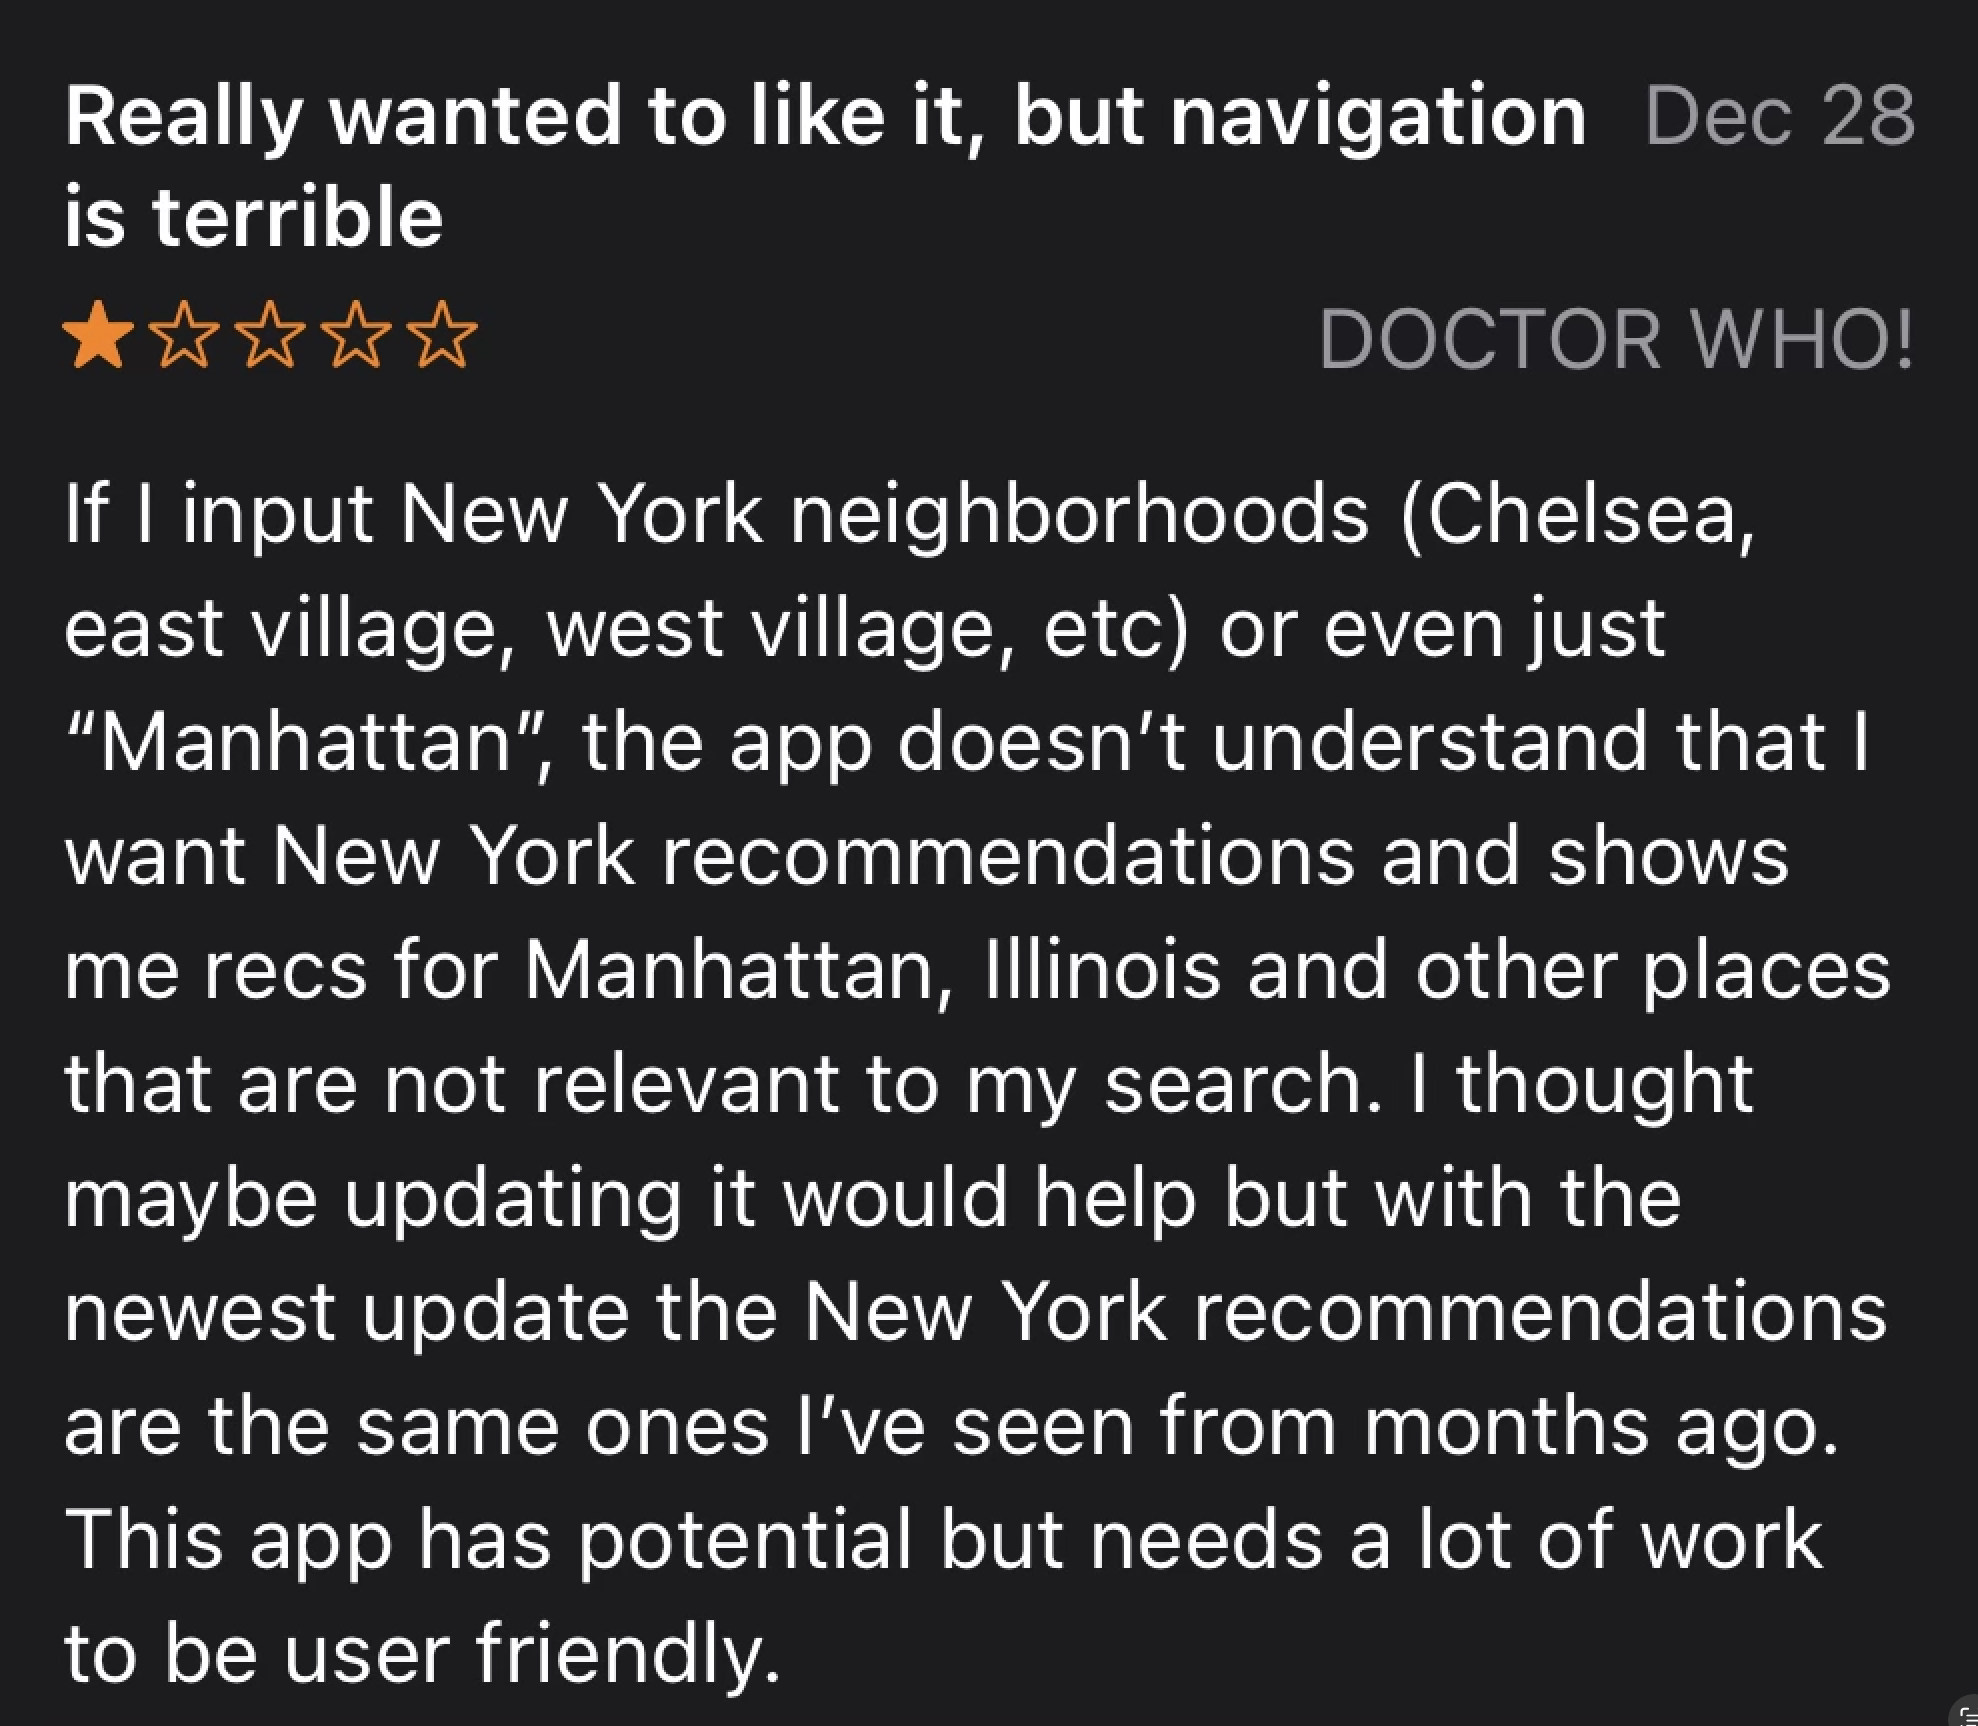 Really wanted to like it, but navigation Dec 28
is terrible
DOCTOR WHO!
If I input New York neighborhoods (Chelsea,
east village, west village, etc) or even just
“Manhattan”, the app doesn’t understand that I
want New York recommendations and shows
me recs for Manhattan, Illinois and other places
that are not relevant to my search. I thought
maybe updating it would help but with the
newest update the New York recommendations
are the same ones I’ve seen from months ago.
This app has potential but needs a lot of work
to be user friendly.